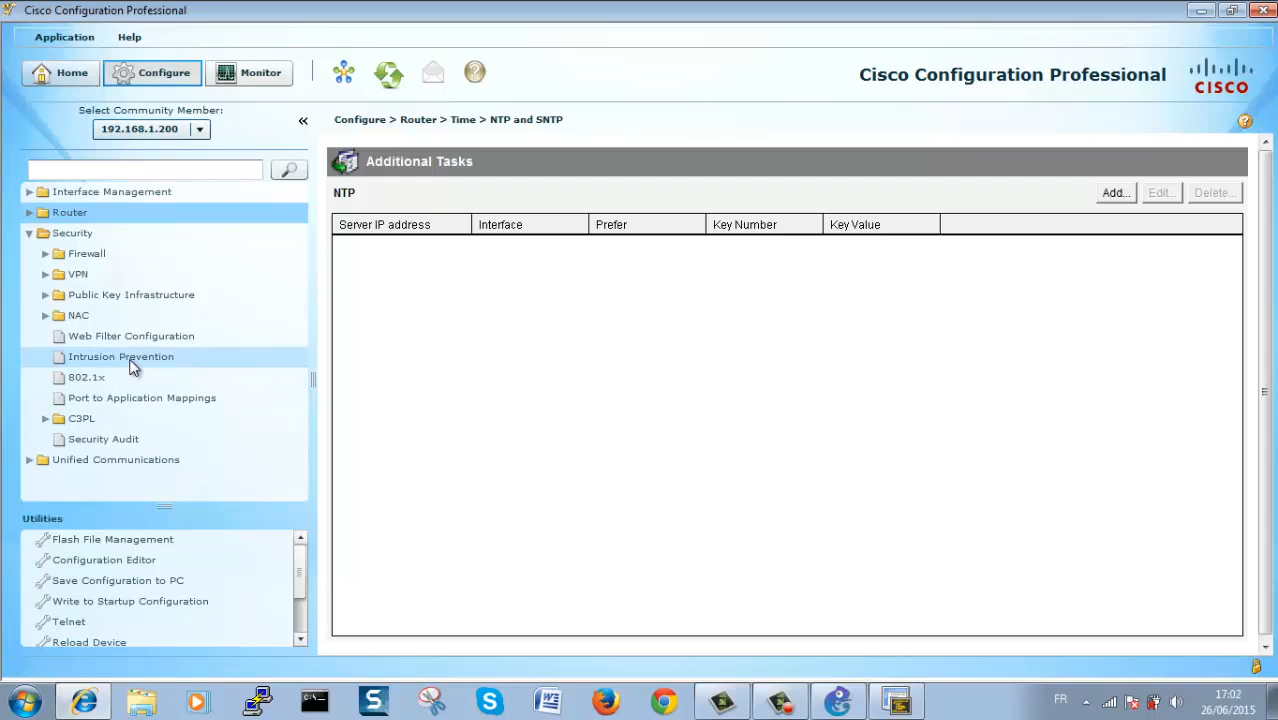 Cisco Configuration Professional
Application Help
Home Configure Monitor
Cisco Configuration Professional
CISCO
Select Community Member:
192.168.1.200
«
Configure > Router > Time > NTP and SNTP
Additional Tasks
NTP
Add... Edit... Delete...
Server IP address Interface Prefer Key Number Key Value
Interface Management
Router
Security
Firewall
VPN
Public Key Infrastructure
NAC
Web Filter Configuration
Intrusion Prevention
802.1x
Port to Application Mappings
C3PL
Security Audit
Unified Communications
Utilities
Flash File Management
Configuration Editor
Save Configuration to PC
Write to Startup Configuration
Telnet
Reload Device
FR
17:02
26/06/2015